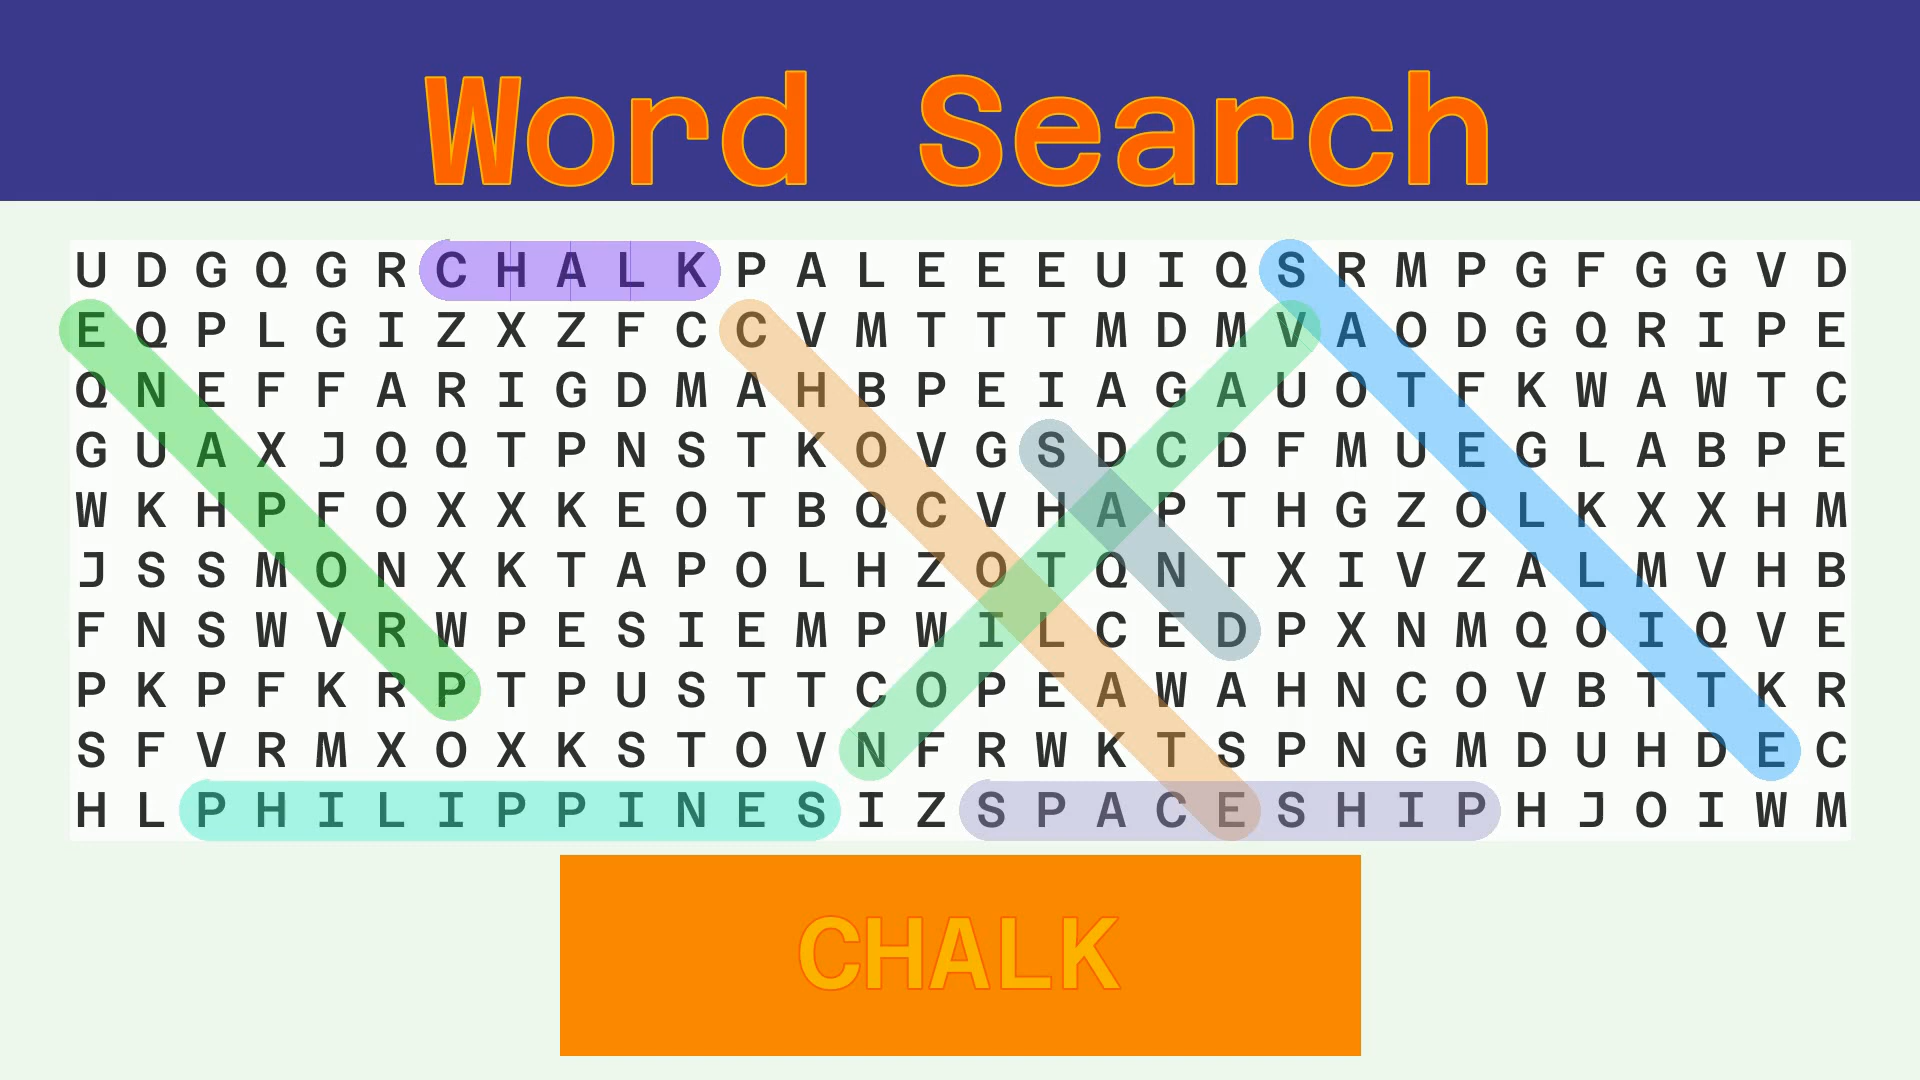 Word Search
U D G Q G R C H A L K P A L E E E U I Q S R M P G F G G V D
E Q P L G I Z X Z F C C V M T T T M D M V A O D G Q R I P E
Q N E F F A R I G D M A H B P E I A G A U O T F K W A W T C
G U A X J Q Q T P N S T K O V G S D C D F M U E G L A B P E
W K H P F O X X K E O T B Q C V H A P T H G Z O L K X X H M
J S S M O N X K T A P O L H Z O T Q N T X I V Z A L M V H B
F N S W V R W P E S I E M P W I L C E D P X N M Q O I Q V E
P K P F K R P T P U S T T C O P E A W A H N C O V B T T K R
S F V R M X O X K S T O V N F R W K T S P N G M D U H D E C
H L P H I L I P P I N E S I Z S P A C E S H I P H J O I W M
CHALK